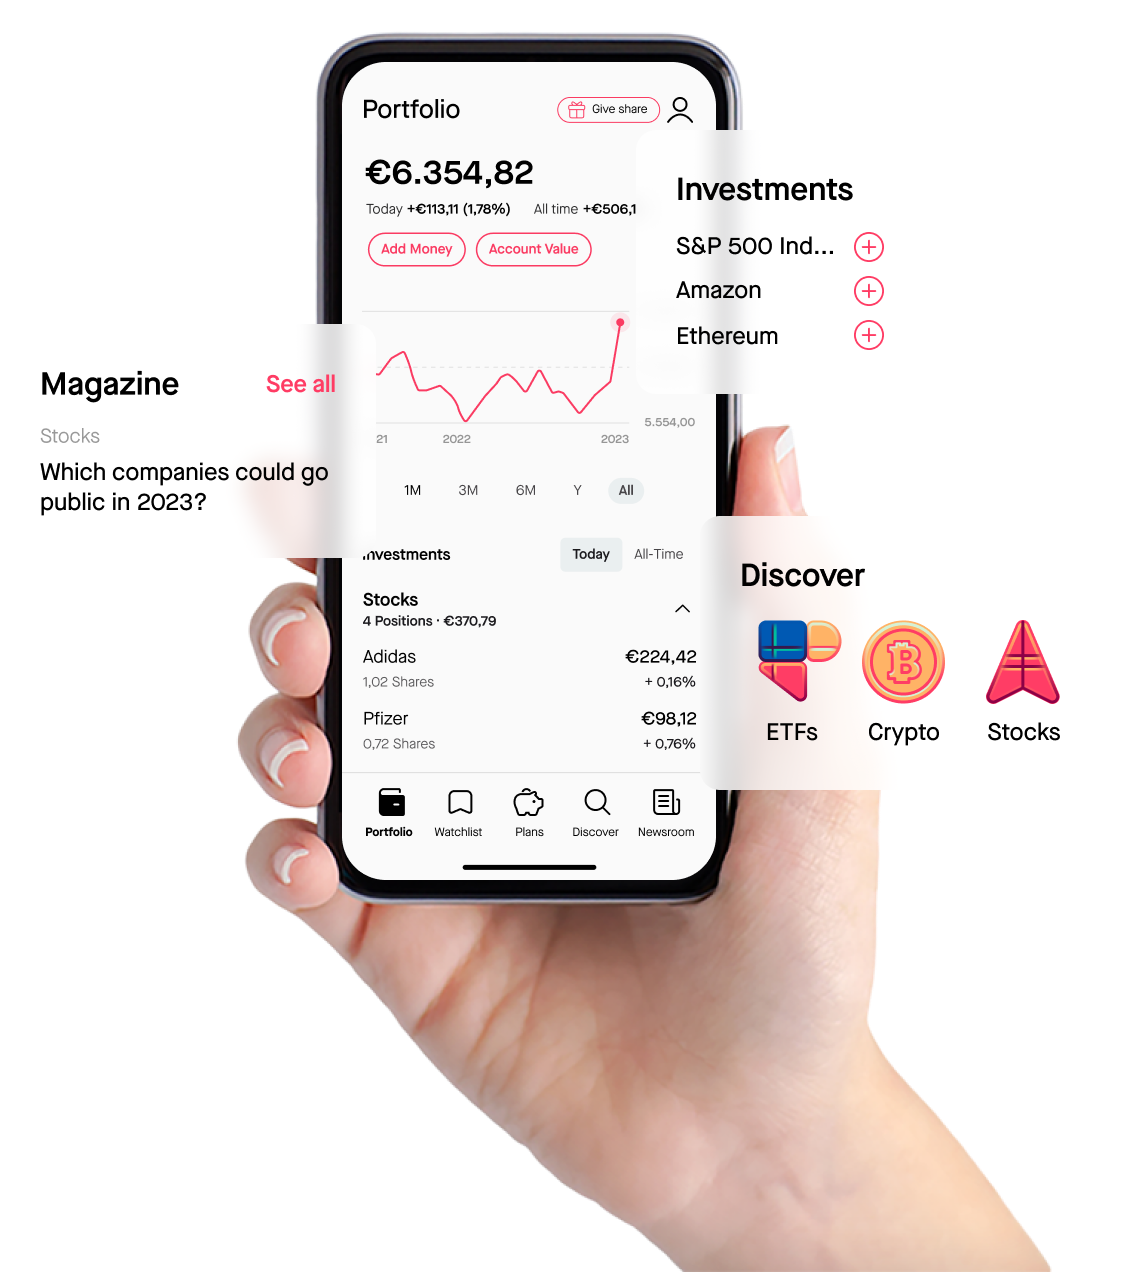 Portfolio
Give share
€6.354,82
Today +€113,11 (1,78%) All time +€506,1
Add Money Account Value
Investments
S&P 500 Ind...
Amazon
Ethereum
Magazine See all
Stocks
Which companies could go
public in 2023?
5.554,00
21 2022 2023
1M 3M 6M Y All
Investments Today All-Time
Stocks
4 Positions · €370,79
Adidas €224,42
1,02 Shares + 0,16%
Pfizer €98,12
0,72 Shares + 0,76%
Discover
ETFs Crypto Stocks
Portfolio Watchlist Plans Discover Newsroom